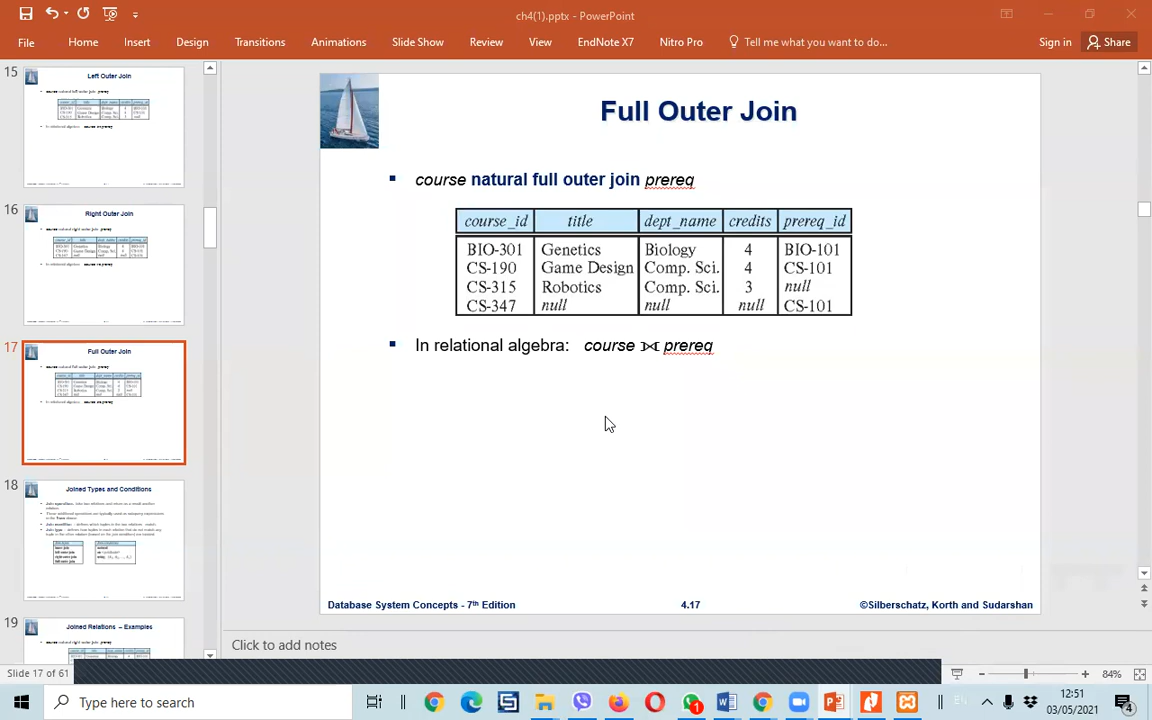 ch4(1).pptx - PowerPoint
File Home Insert Design Transitions Animations Slide Show Review View EndNote X7 Nitro Pro Tell me what you want to do... Sign in Share
15
Left Outer Join
16
Right Outer Join
17
Full Outer Join
18
Joined Types and Conditions
19
Joined Relations – Examples
Full Outer Join
course natural full outer join prereq
course_id title dept_name credits prereq_id
BIO-301 Genetics Biology 4 BIO-101
CS-190 Game Design Comp. Sci. 4 CS-101
CS-315 Robotics Comp. Sci. 3 null
CS-347 null null null CS-101
In relational algebra: course ⟗ prereq
Database System Concepts - 7th Edition 4.17 ©Silberschatz, Korth and Sudarshan
Click to add notes
Slide 17 of 61 84%
Type here to search
1
12:51
03/05/2021
4